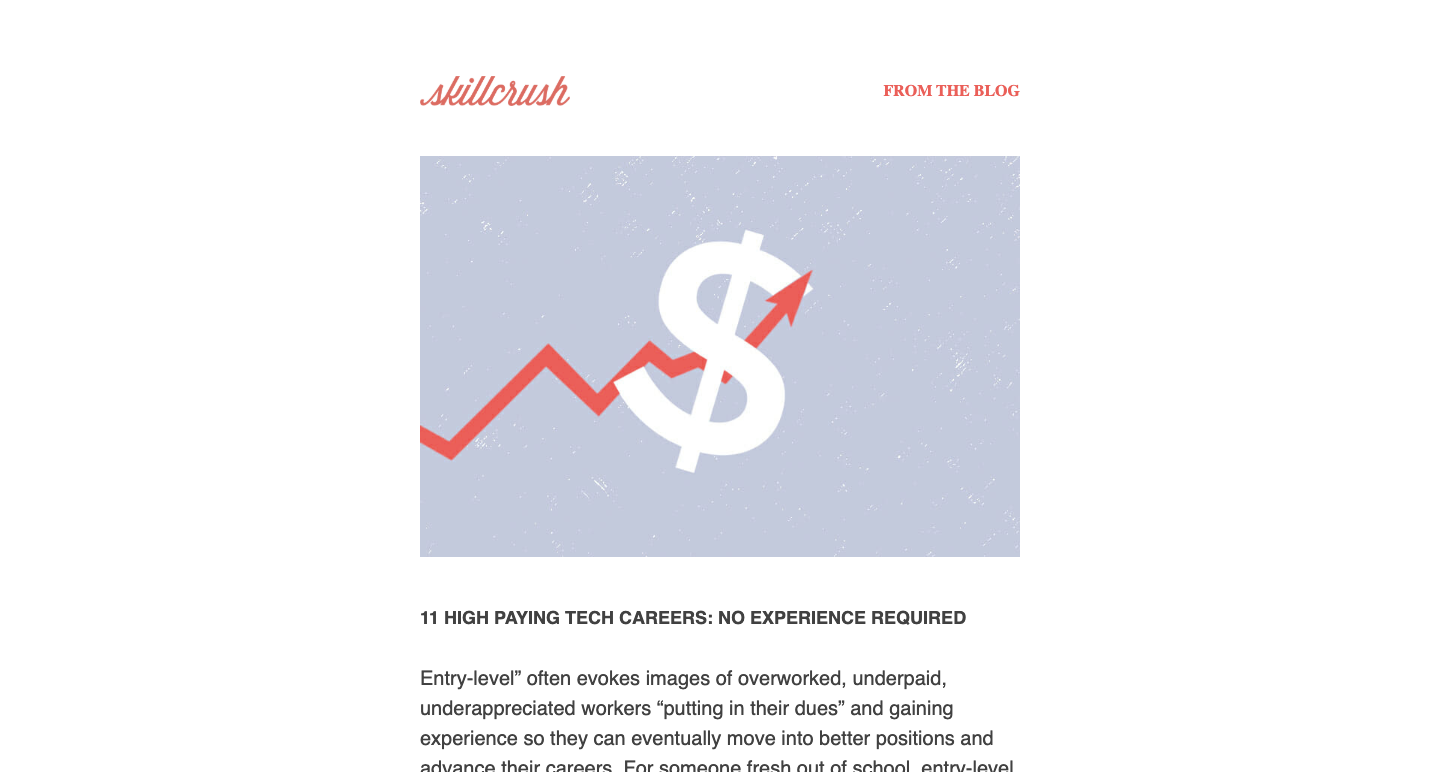 skillcrush
FROM THE BLOG
$
11 HIGH PAYING TECH CAREERS: NO EXPERIENCE REQUIRED
Entry-level” often evokes images of overworked, underpaid,
underappreciated workers “putting in their dues” and gaining
experience so they can eventually move into better positions and
advance their careers. For someone fresh out of school, entry-level